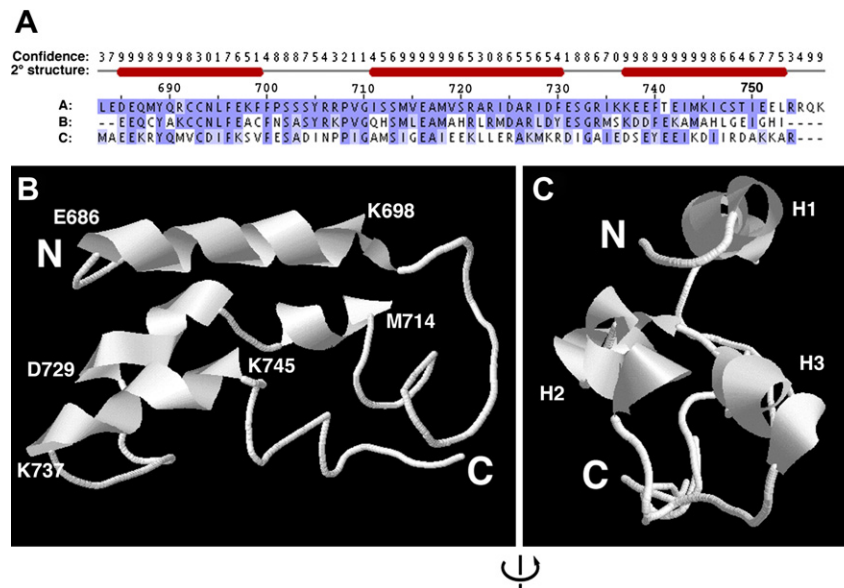 A
Confidence:
2° structure:
690 700 710 720 730 740 750
A: LEDEQMYQRCCNLFEKFFPSSSYRRPVGISSMVEAMVSRARIDARIDFESGRIKKEEFTEIMKICSTIEELRRQK
B: --EEQCYAKCCNLFEACFNSASYRKPVGQHSMLEAMAHRLRMDARLDYESGRMSKDDFEKAMAHLGEIGHI----
C: MAEEKRYQMVCDIFKSVFESADINPPIGAMSIGEAIEEKLLERAKMKRDIGAIEDSEYEEIKDIIRDAKKAR---
B
E686
K698
N
M714
D729
K745
K737
C
C
H1
N
H3
H2
C